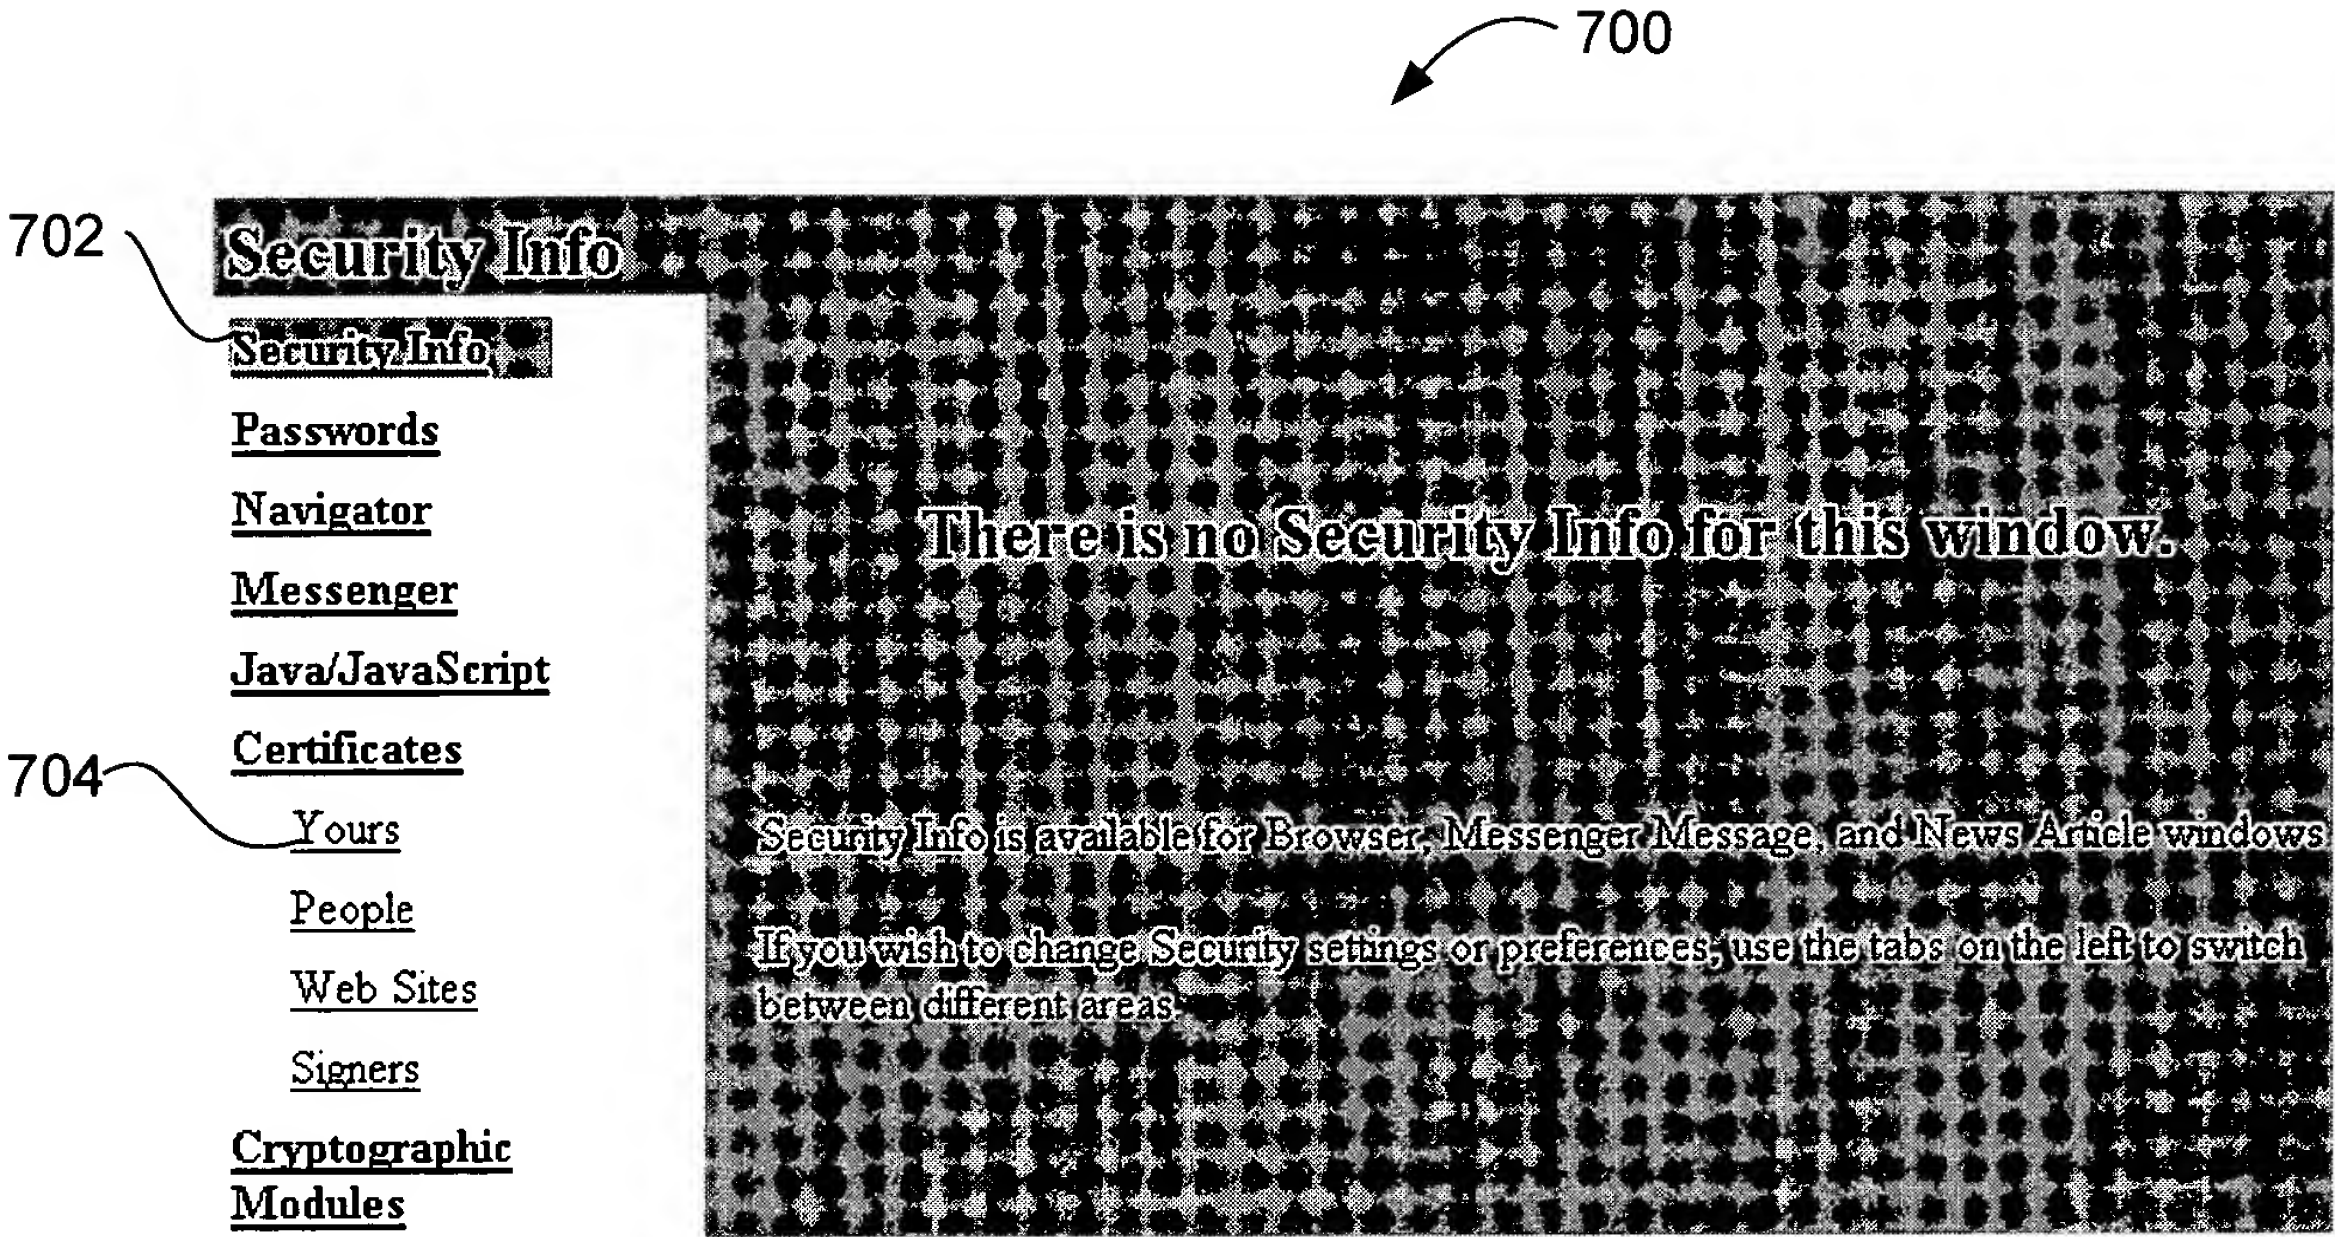 700
702
Security Info
Security Info
Passwords
Navigator
Messenger
Java/JavaScript
Certificates
704
Yours
People
Web Sites
Signers
Cryptographic
Modules
There is no Security Info for this window.
Security Info is available for Browser, Messenger Message, and News Article windows
If you wish to change Security settings or preferences, use the tabs on the left to switch
between different areas.